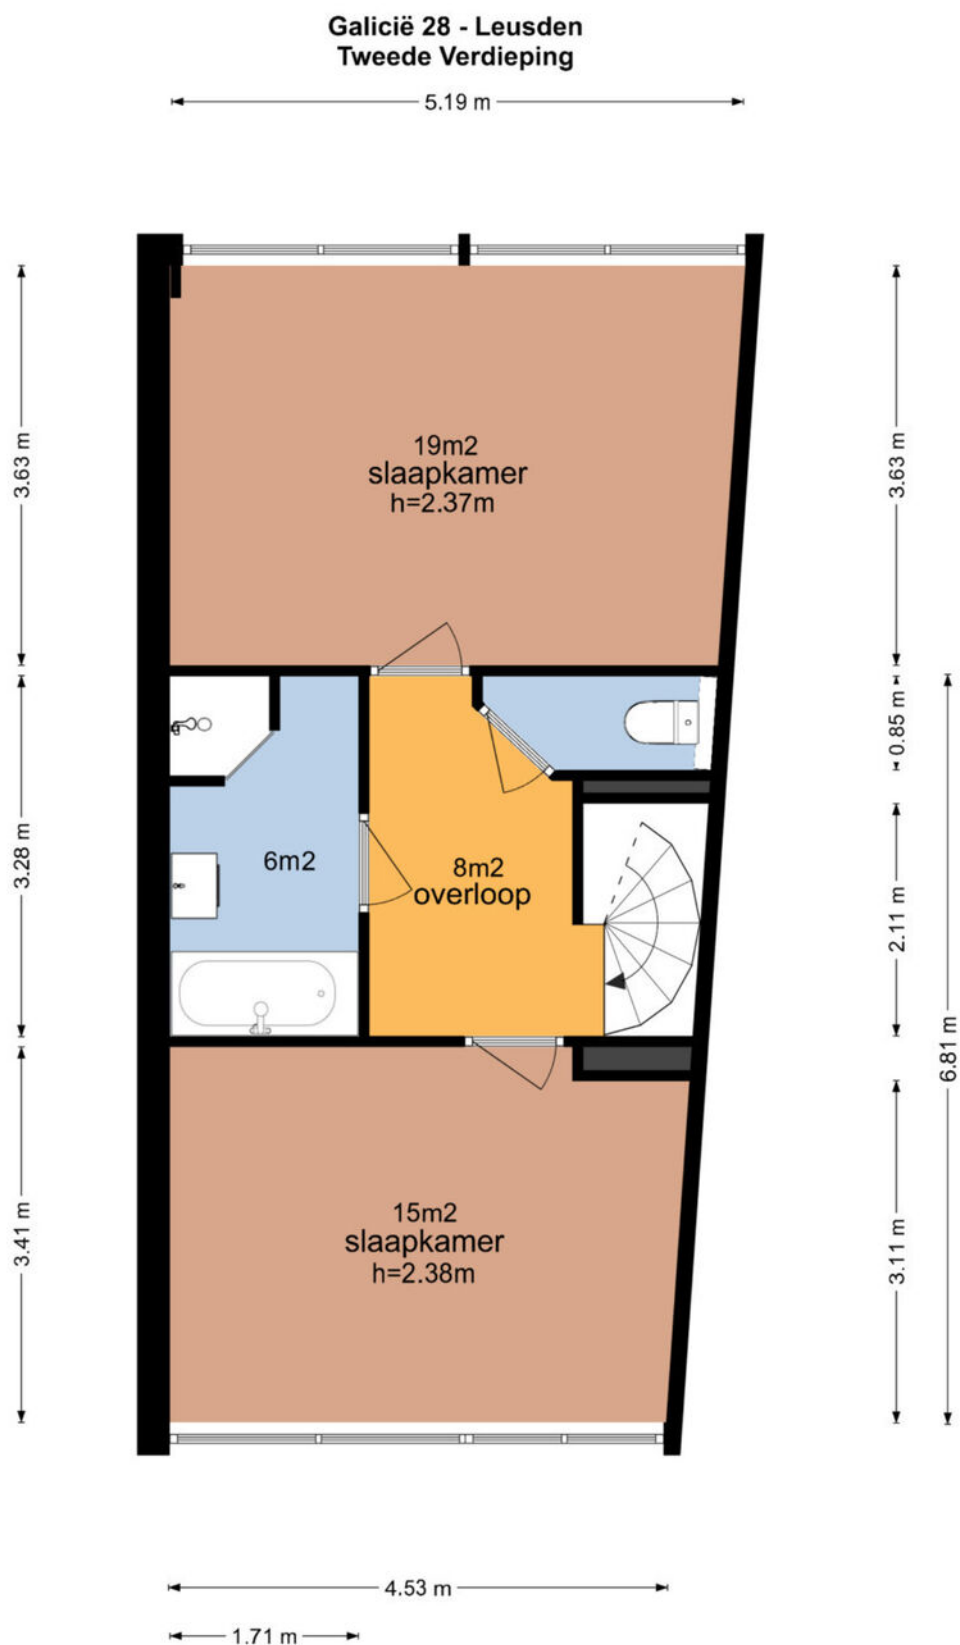 Galicië 28 - Leusden
Tweede Verdieping
5.19 m
3.63 m
3.63 m
19m2
slaapkamer
h=2.37m
0.85 m
3.28 m
6m2
8m2
overloop
2.11 m
6.81 m
3.41 m
15m2
slaapkamer
h=2.38m
3.11 m
4.53 m
1.71 m